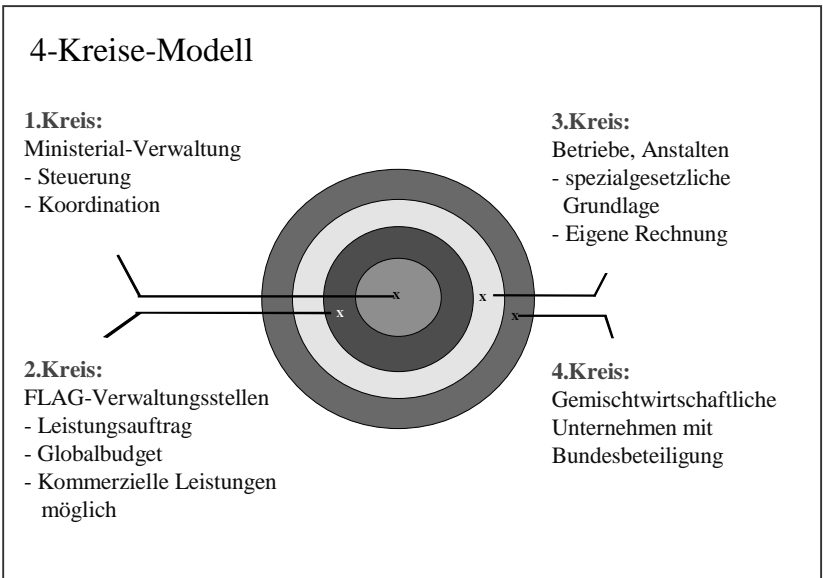 4-Kreise-Modell
1.Kreis:
Ministerial-Verwaltung
- Steuerung
- Koordination
2.Kreis:
FLAG-Verwaltungsstellen
- Leistungsauftrag
- Globalbudget
- Kommerzielle Leistungen
möglich
3.Kreis:
Betriebe, Anstalten
- spezialgesetzliche
Grundlage
- Eigene Rechnung
4.Kreis:
Gemischtwirtschaftliche
Unternehmen mit
Bundesbeteiligung
x
x
x
x